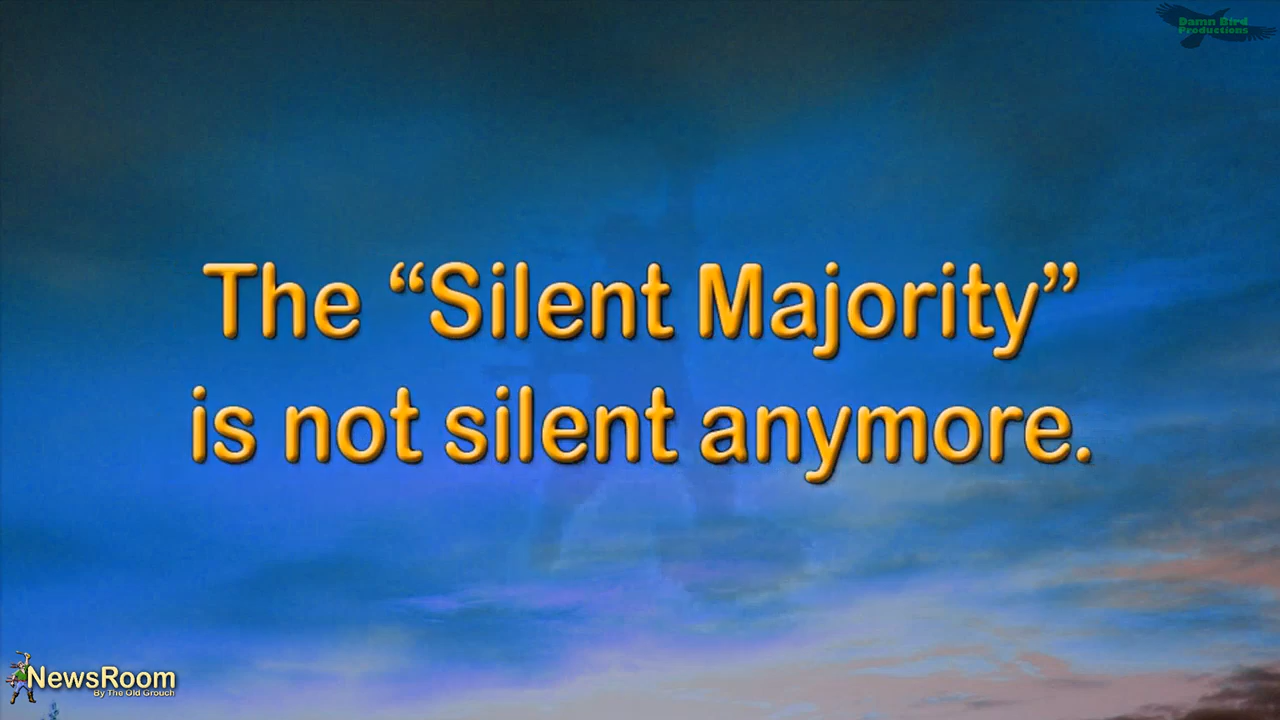 Damn Bird
Productions
The “Silent Majority”
is not silent anymore.
NewsRoom
By The Old Grouch